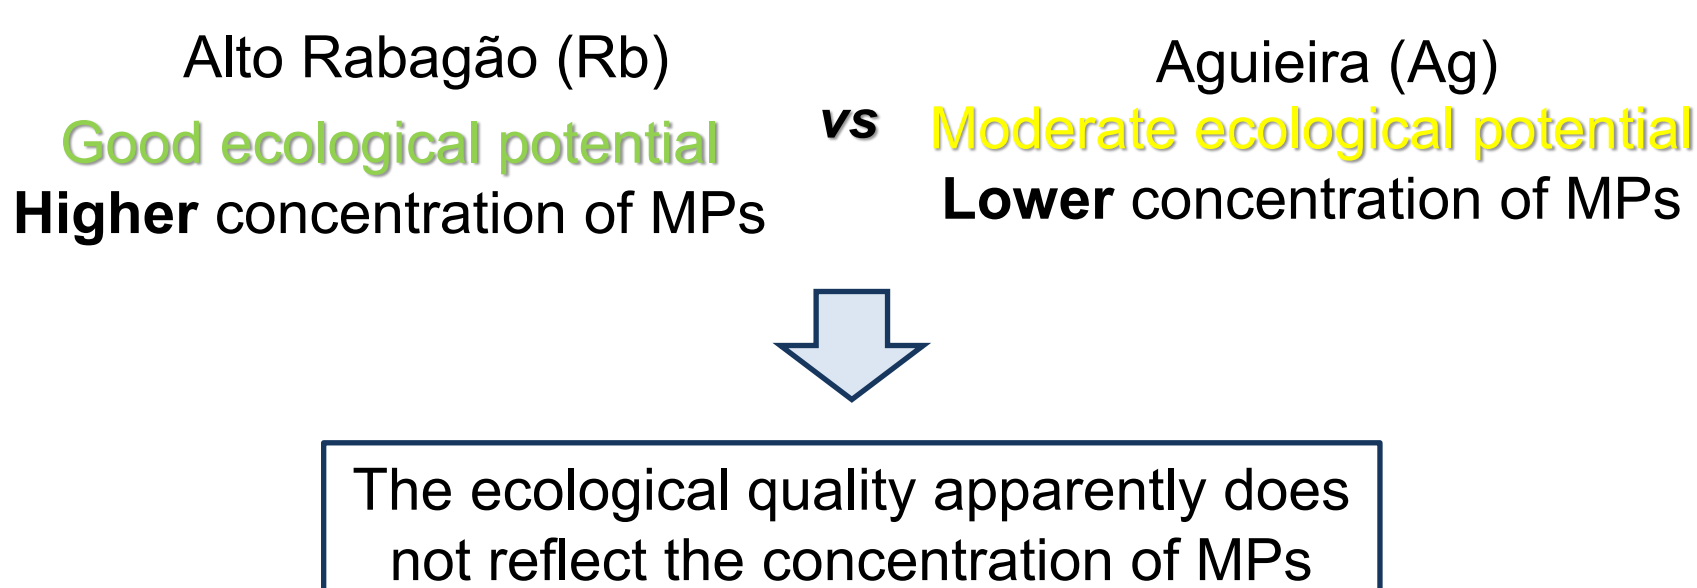 Alto Rabagão (Rb)
Good ecological potential
Higher concentration of MPs
vs
Aguieira (Ag)
Moderate ecological potential
Lower concentration of MPs
The ecological quality apparently does
not reflect the concentration of MPs